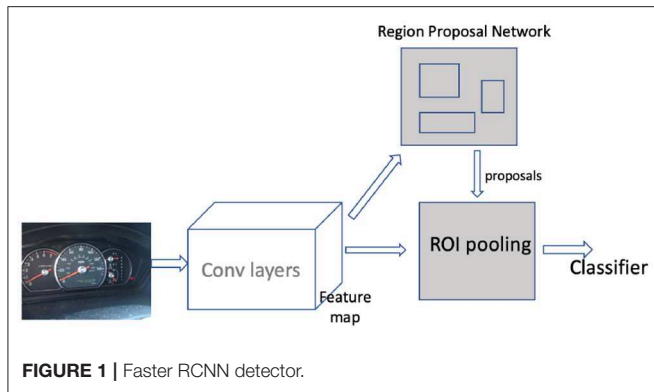 Region Proposal Network
proposals
Conv layers
Feature
map
ROI pooling
Classifier
FIGURE 1 | Faster RCNN detector.